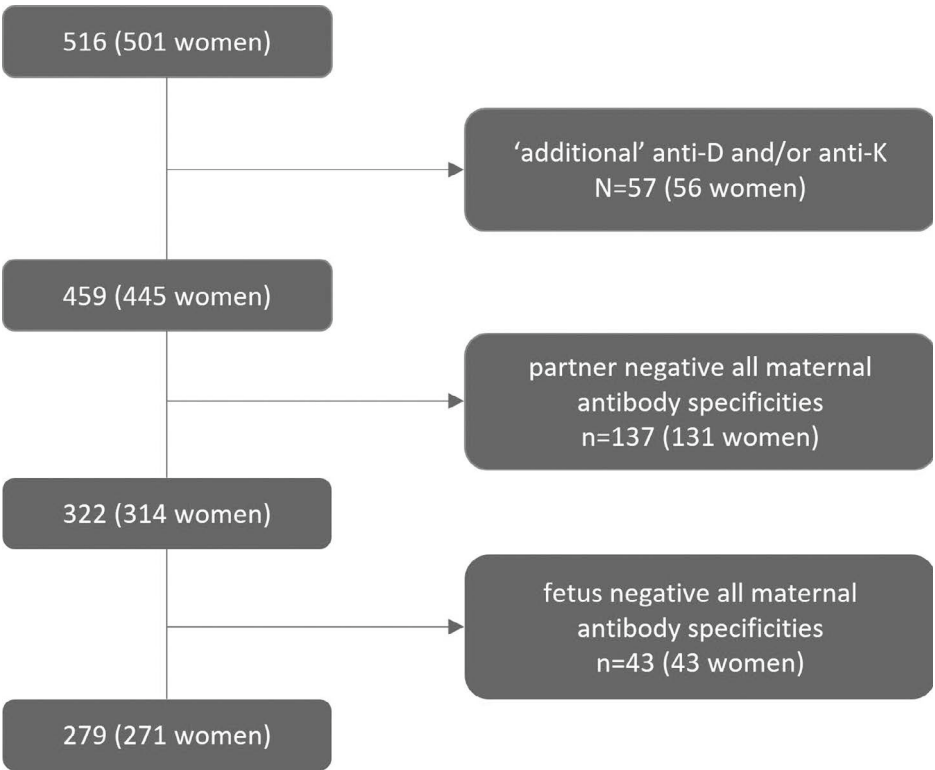 516 (501 women)
‘additional’ anti-D and/or anti-K
N=57 (56 women)
459 (445 women)
partner negative all maternal
antibody specificities
n=137 (131 women)
322 (314 women)
fetus negative all maternal
antibody specificities
n=43 (43 women)
279 (271 women)